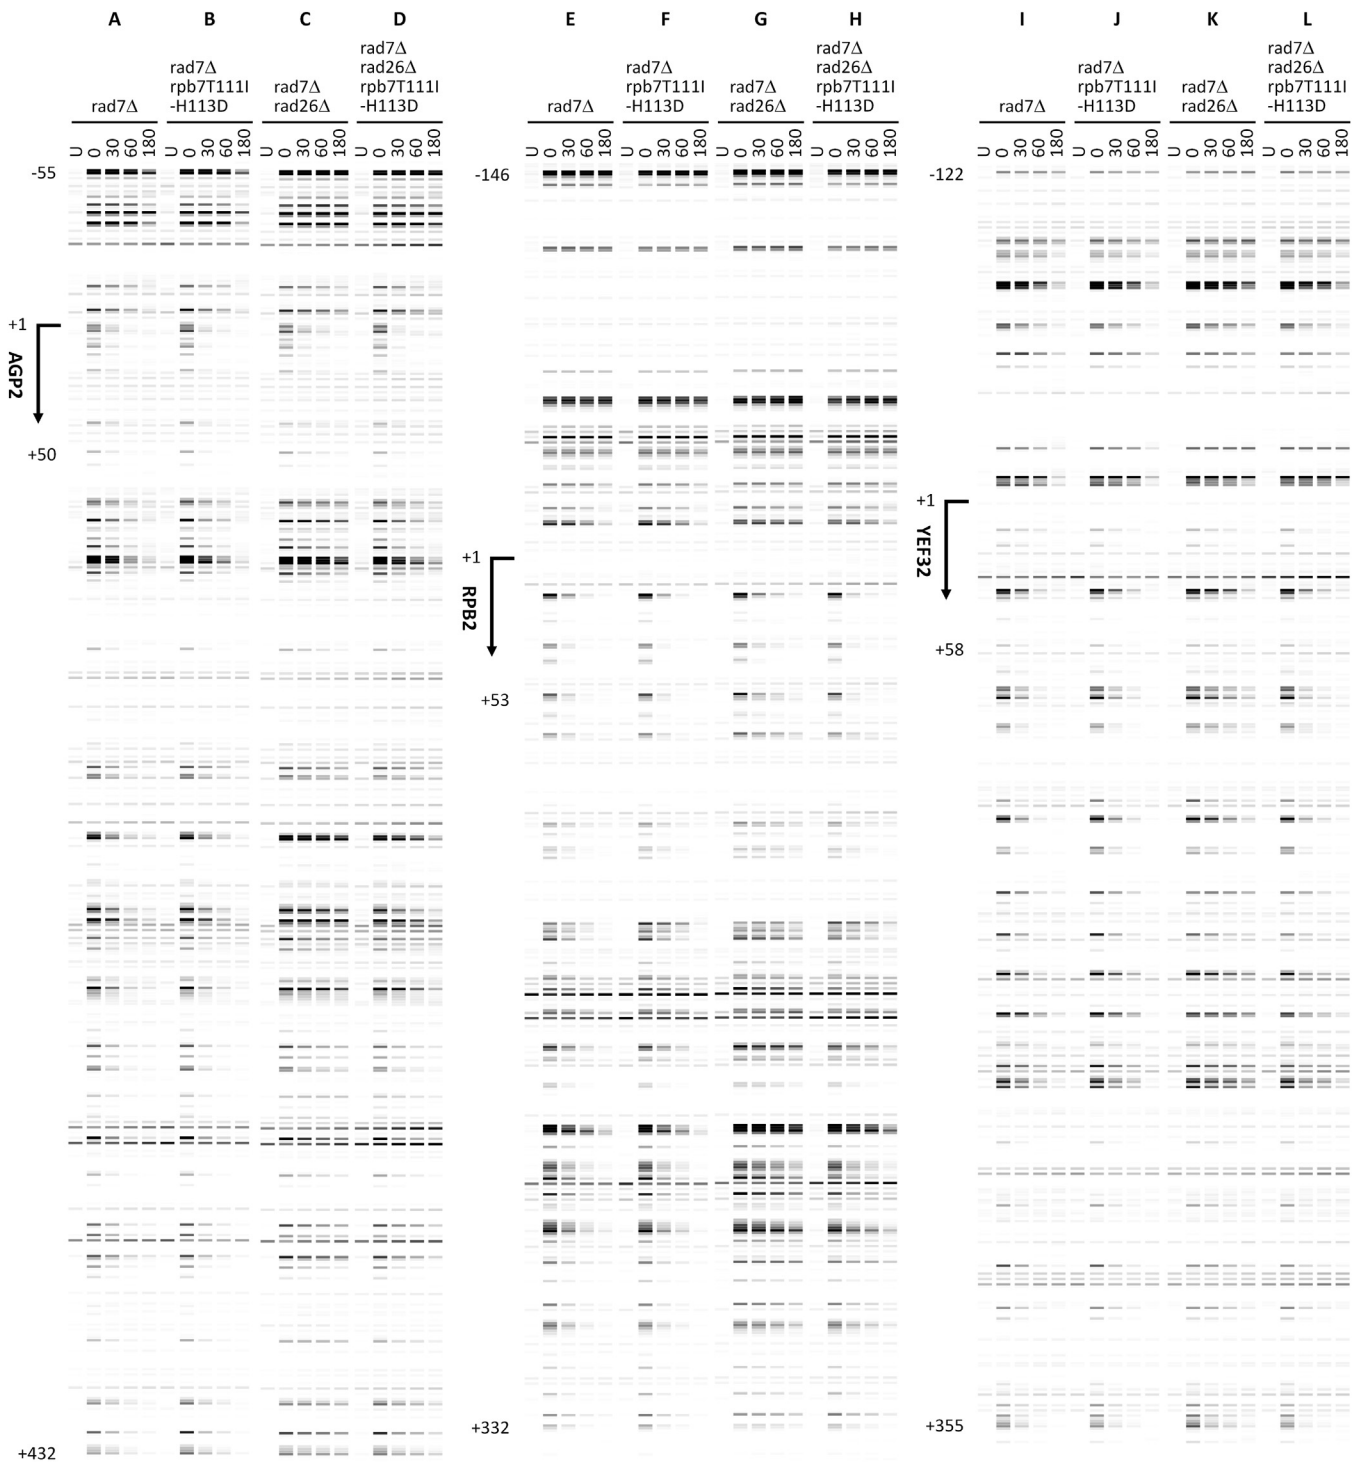 A B C D E F G H I J K L
rad7Δ
rad7Δ
rpb7T111I
-H113D
rad7Δ
rad26Δ
rad7Δ
rad26Δ
rpb7T111I
-H113D
rad7Δ
rad7Δ
rpb7T111I
-H113D
rad7Δ
rad26Δ
rad7Δ
rad26Δ
rpb7T111I
-H113D
rad7Δ
rad7Δ
rpb7T111I
-H113D
rad7Δ
rad26Δ
rad7Δ
rad26Δ
rpb7T111I
-H113D
U 0 30 60 180 U 0 30 60 180 U 0 30 60 180 U 0 30 60 180
U 0 30 60 180 U 0 30 60 180 U 0 30 60 180 U 0 30 60 180
U 0 30 60 180 U 0 30 60 180 U 0 30 60 180 U 0 30 60 180
-55
+1
AGP2
+50
+432
-146
+1
RPB2
+53
+332
-122
+1
YEF32
+58
+355